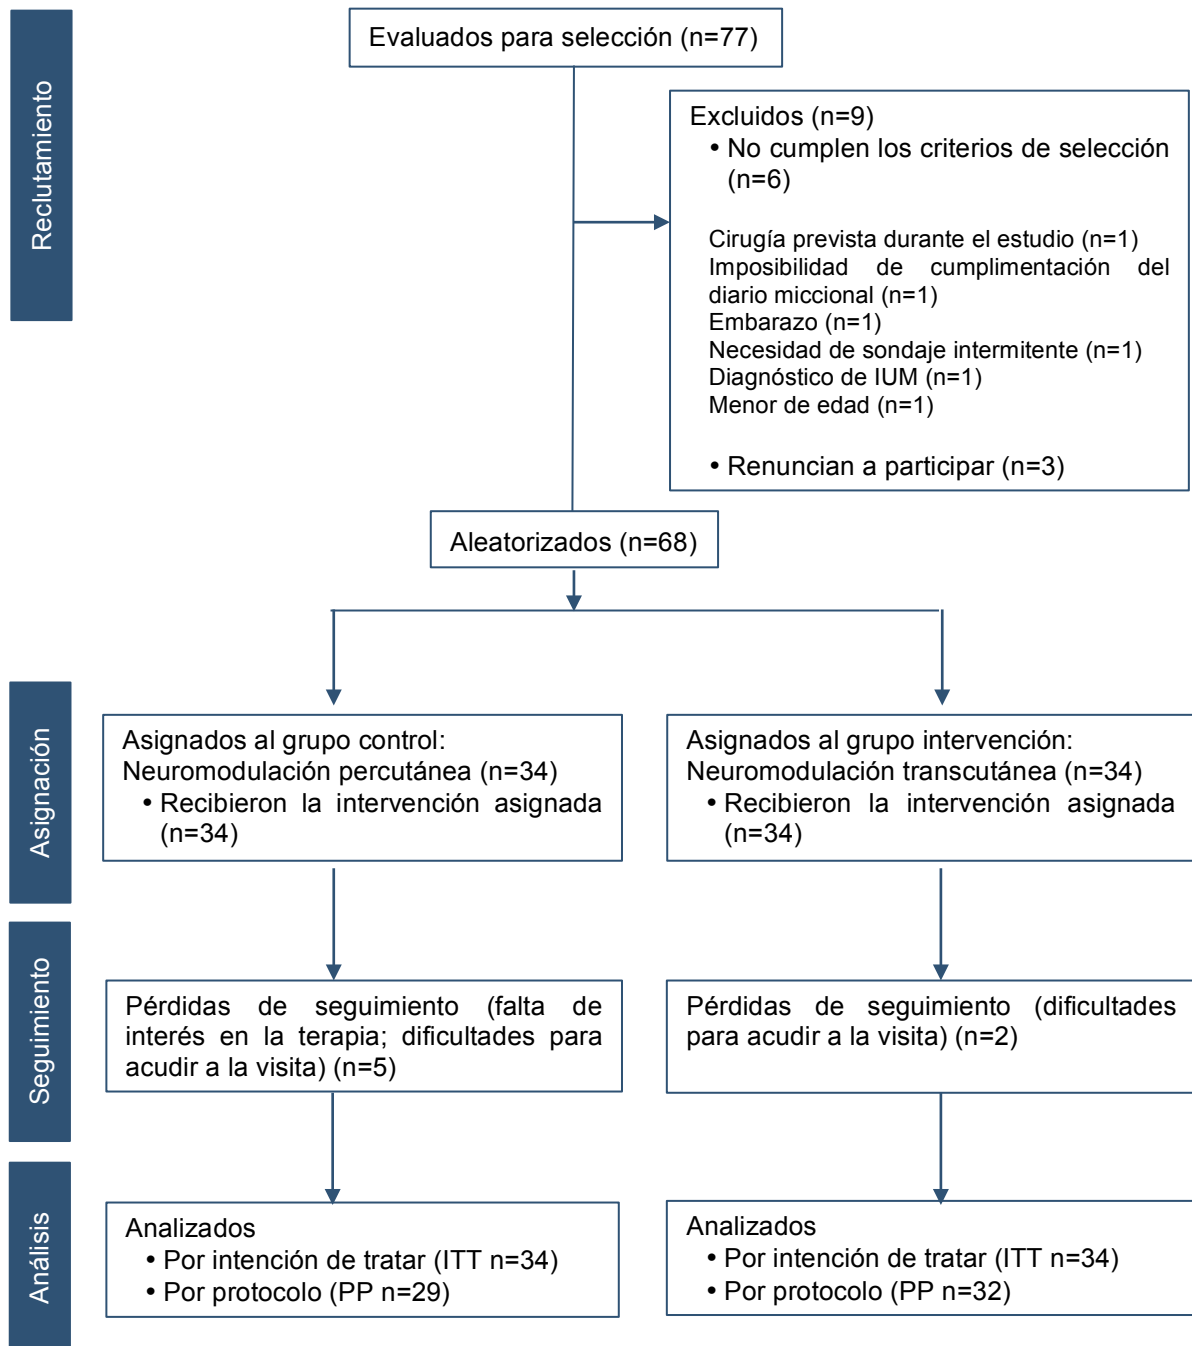 Reclutamiento
Evaluados para selección (n=77)
Excluidos (n=9)
• No cumplen los criterios de selección
(n=6)
Cirugía prevista durante el estudio (n=1)
Imposibilidad de cumplimentación del
diario miccional (n=1)
Embarazo (n=1)
Necesidad de sondaje intermitente (n=1)
Diagnóstico de IUM (n=1)
Menor de edad (n=1)
• Renuncian a participar (n=3)
Aleatorizados (n=68)
Asignación
Asignados al grupo control:
Neuromodulación percutánea (n=34)
• Recibieron la intervención asignada
(n=34)
Asignados al grupo intervención:
Neuromodulación transcutánea (n=34)
• Recibieron la intervención asignada
(n=34)
Seguimiento
Pérdidas de seguimiento (falta de
interés en la terapia; dificultades para
acudir a la visita) (n=5)
Pérdidas de seguimiento (dificultades
para acudir a la visita) (n=2)
Análisis
Analizados
• Por intención de tratar (ITT n=34)
• Por protocolo (PP n=29)
Analizados
• Por intención de tratar (ITT n=34)
• Por protocolo (PP n=32)